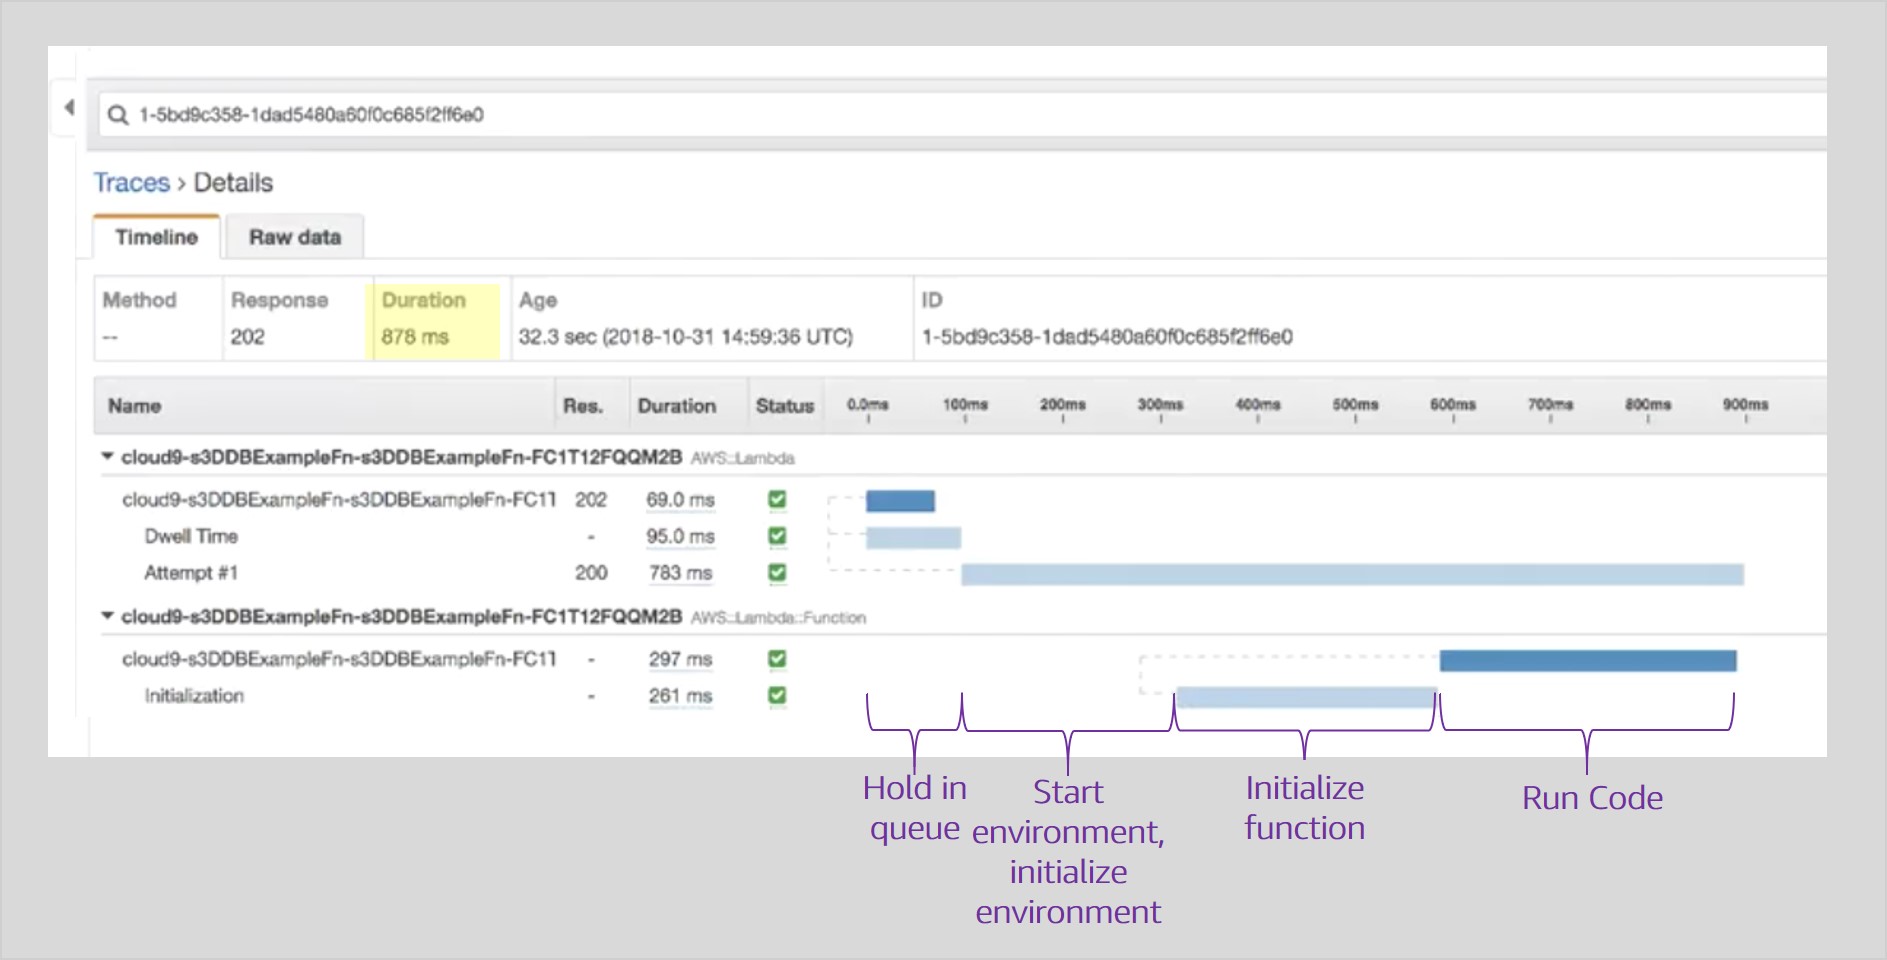 1-5bd9c358-1dad5480a60f0c685f2ff6e0
Traces > Details
Timeline Raw data
Method Response Duration Age ID
-- 202 878 ms 32.3 sec (2018-10-31 14:59:36 UTC) 1-5bd9c358-1dad5480a60f0c685f2ff6e0
Name Res. Duration Status 0.0ms 100ms 200ms 300ms 400ms 500ms 600ms 700ms 800ms 900ms
cloud9-s3DDBExampleFn-s3DDBExampleFn-FC1T12FQQM2B AWS::Lambda
cloud9-s3DDBExampleFn-s3DDBExampleFn-FC1T 202 69.0 ms
Dwell Time - 95.0 ms
Attempt #1 200 783 ms
cloud9-s3DDBExampleFn-s3DDBExampleFn-FC1T12FQQM2B AWS::Lambda::Function
cloud9-s3DDBExampleFn-s3DDBExampleFn-FC1T - 297 ms
Initialization - 261 ms
Hold in
queue
Start
environment,
initialize
environment
Initialize
function
Run Code